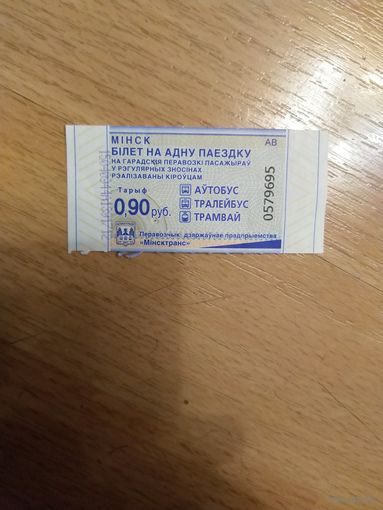 МІНСК
АВ
БІЛЕТ НА АДНУ ПАЕЗДКУ
НА ГАРАДСКІЯ ПЕРАВОЗКІ ПАСАЖЫРАЎ
У РЭГУЛЯРНЫХ ЗНОСІНАХ
РЭАЛІЗАВАНЫ КІРОЎЦАМ
Тарыф
0,90 руб.
АЎТОБУС
ТРАЛЕЙБУС
ТРАМВАЙ
0579695
Перавозчык: дзяржаўнае прадпрыемства
«Мінсктранс»